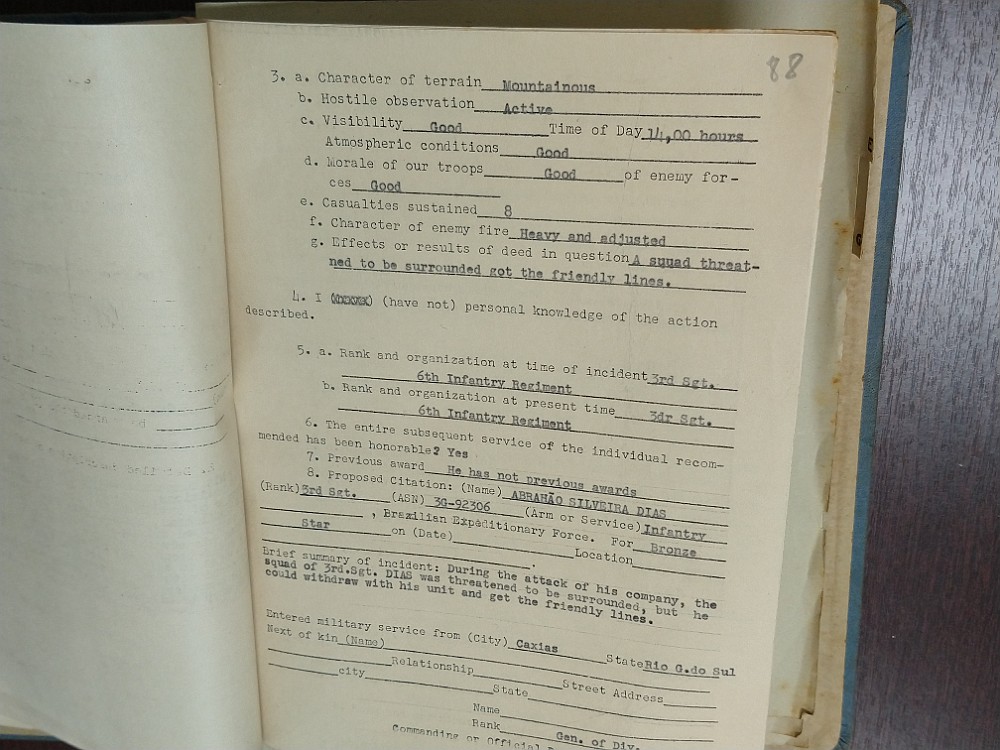 88
3. a. Character of terrain Mountainous
b. Hostile observation Active
c. Visibility Good Time of Day 14,00 hours
Atmospheric conditions Good
d. Morale of our troops Good of enemy for-
ces Good
e. Casualties sustained 8
f. Character of enemy fire Heavy and adjusted
g. Effects or results of deed in question A squad threat-
ned to be surrounded got the friendly lines.
4. I (have not) personal knowledge of the action
described.
5. a. Rank and organization at time of incident 3rd Sgt.
6th Infantry Regiment
b. Rank and organization at present time 3dr Sgt.
6th Infantry Regiment
6. The entire subsequent service of the individual recom-
mended has been honorable? Yes
7. Previous award He has not previous awards
8. Proposed Citation: (Name) ABRAHÃO SILVEIRA DIAS
(Rank) 3rd Sgt. (ASN) 3G-92306 (Arm or Service) Infantry
, Brazilian Expeditionary Force. For Bronze
Star on (Date) Location
.
Brief summary of incident: During the attack of his company, the
squad of 3rd.Sgt. DIAS was threatened to be surrounded, but he
could withdraw with his unit and get the friendly lines.
Entered military service from (City) Caxias State Rio G.do Sul
Next of kin (Name)
Relationship Street Address
city State
Name
Rank Gen. of Div.
Commanding or Official